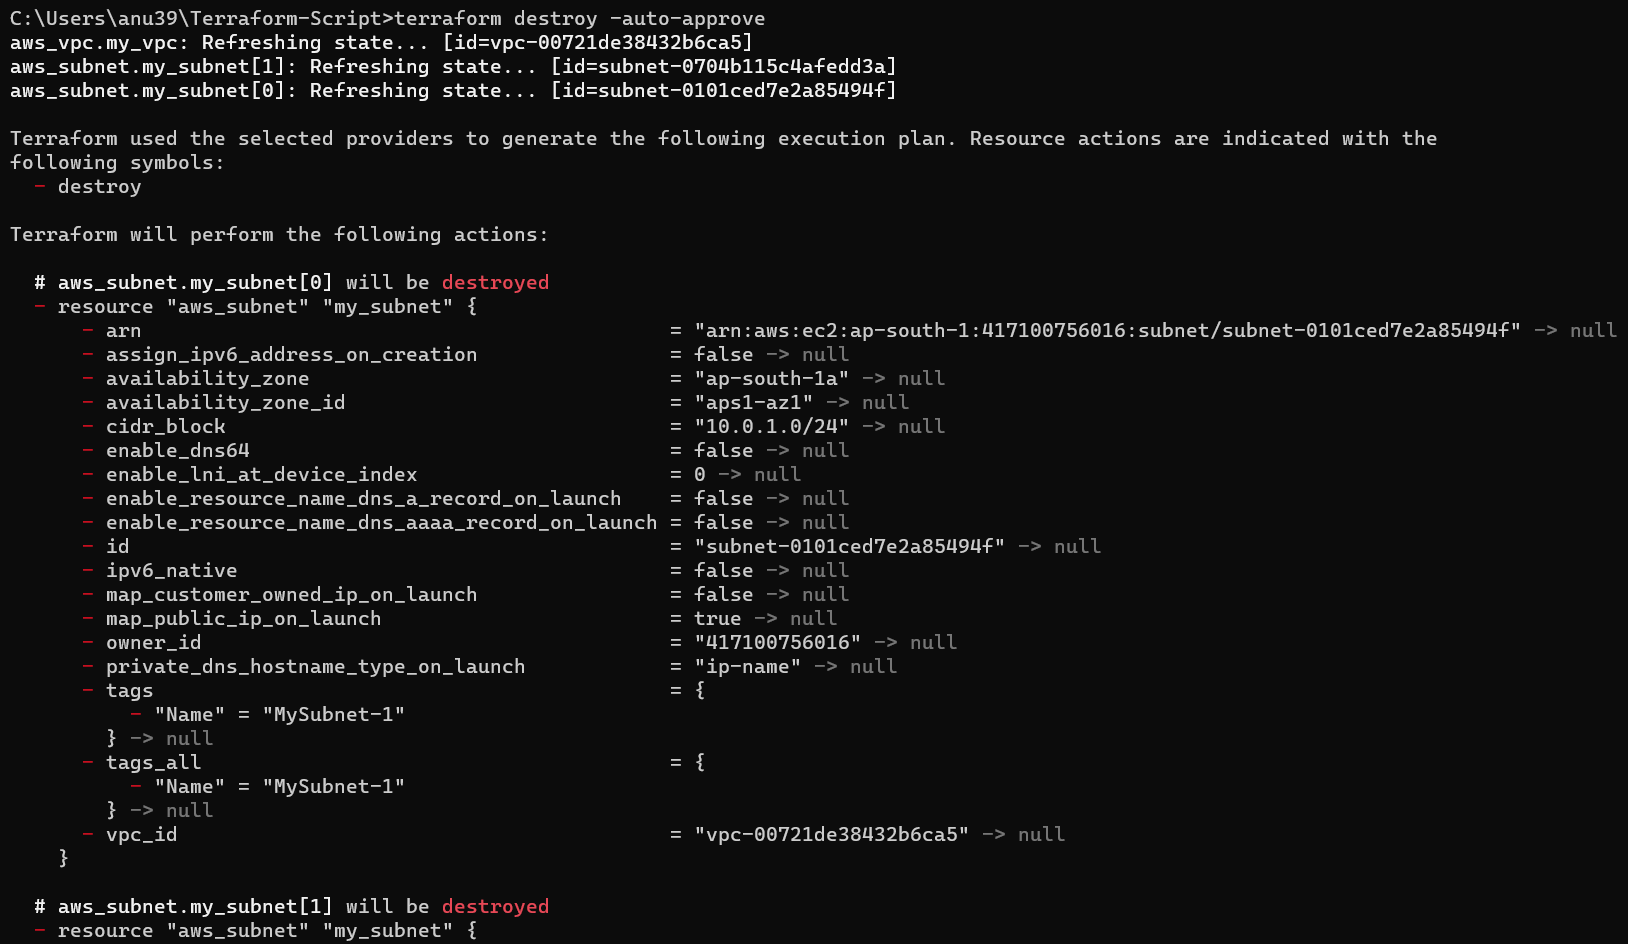 C:\Users\anu39\Terraform-Script>terraform destroy -auto-approve
aws_vpc.my_vpc: Refreshing state... [id=vpc-00721de38432b6ca5]
aws_subnet.my_subnet[1]: Refreshing state... [id=subnet-0704b115c4afedd3a]
aws_subnet.my_subnet[0]: Refreshing state... [id=subnet-0101ced7e2a85494f]

Terraform used the selected providers to generate the following execution plan. Resource actions are indicated with the
following symbols:
  - destroy

Terraform will perform the following actions:

  # aws_subnet.my_subnet[0] will be destroyed
  - resource "aws_subnet" "my_subnet" {
      - arn                                            = "arn:aws:ec2:ap-south-1:417100756016:subnet/subnet-0101ced7e2a85494f" -> null
      - assign_ipv6_address_on_creation                = false -> null
      - availability_zone                              = "ap-south-1a" -> null
      - availability_zone_id                           = "aps1-az1" -> null
      - cidr_block                                     = "10.0.1.0/24" -> null
      - enable_dns64                                   = false -> null
      - enable_lni_at_device_index                     = 0 -> null
      - enable_resource_name_dns_a_record_on_launch    = false -> null
      - enable_resource_name_dns_aaaa_record_on_launch = false -> null
      - id                                             = "subnet-0101ced7e2a85494f" -> null
      - ipv6_native                                    = false -> null
      - map_customer_owned_ip_on_launch                = false -> null
      - map_public_ip_on_launch                        = true -> null
      - owner_id                                       = "417100756016" -> null
      - private_dns_hostname_type_on_launch            = "ip-name" -> null
      - tags                                           = {
          - "Name" = "MySubnet-1"
        } -> null
      - tags_all                                       = {
          - "Name" = "MySubnet-1"
        } -> null
      - vpc_id                                         = "vpc-00721de38432b6ca5" -> null
    }

  # aws_subnet.my_subnet[1] will be destroyed
  - resource "aws_subnet" "my_subnet" {